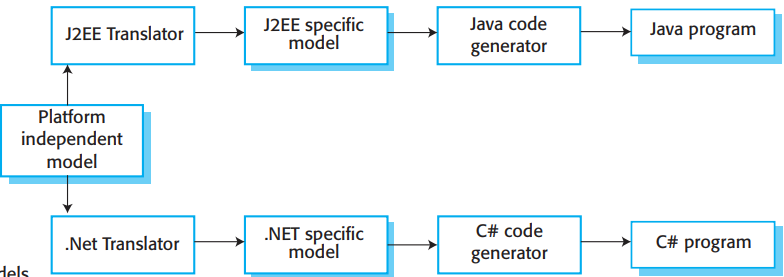 J2EE Translator
J2EE specific
model
Java code
generator
Java program
Platform
independent
model
.Net Translator
.NET specific
model
C# code
generator
C# program
dels